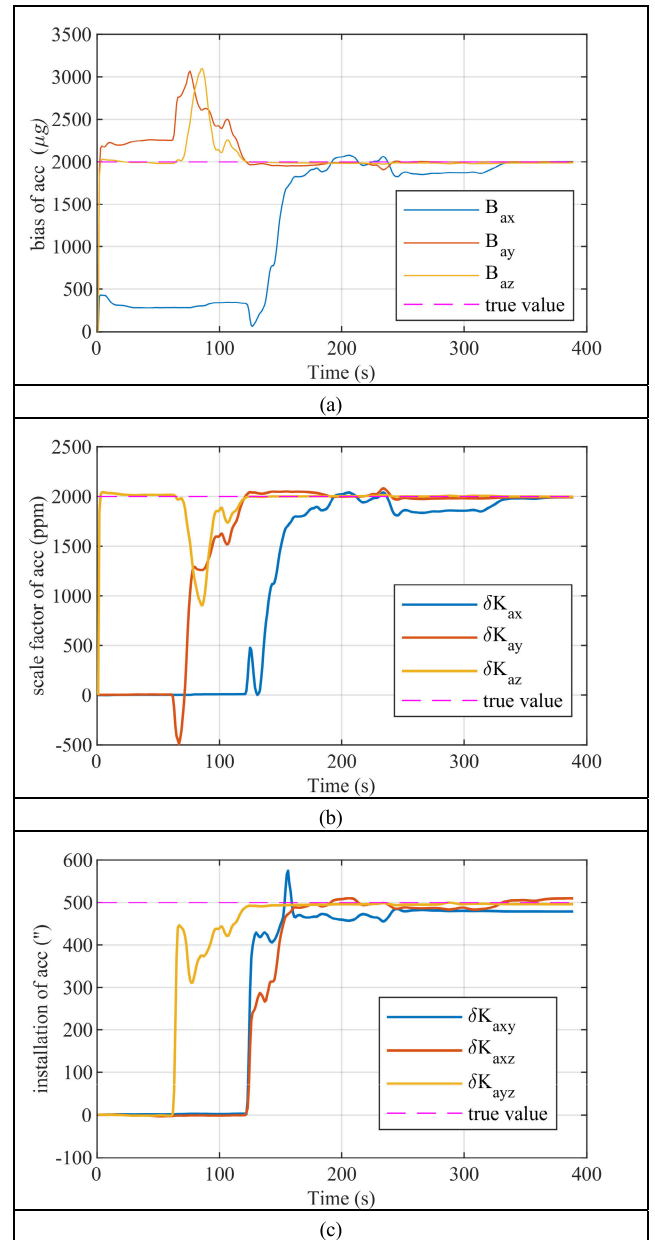 3500
3000
2500
2000
1500
1000
500
0
bias of acc (μg)
B_ax
B_ay
B_az
true value
0 100 200 300 400
Time (s)
(a)
2500
2000
1500
1000
500
0
-500
scale factor of acc (ppm)
δK_ax
δK_ay
δK_az
true value
0 100 200 300 400
Time (s)
(b)
600
500
400
300
200
100
0
-100
installation of acc (")
δK_axy
δK_axz
δK_ayz
true value
0 100 200 300 400
Time (s)
(c)